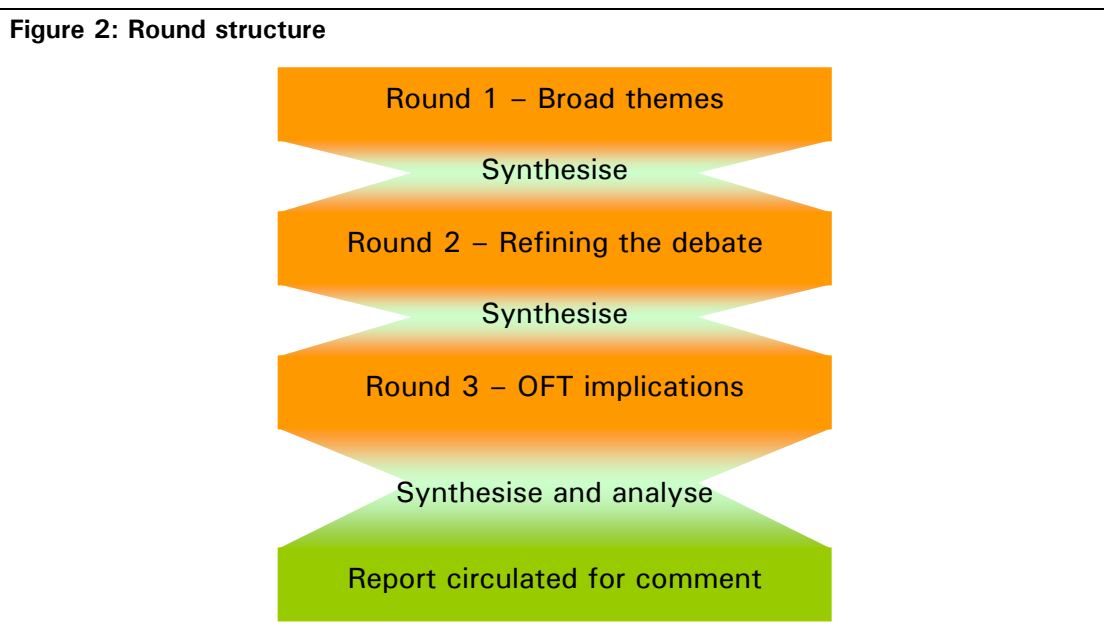 Figure 2: Round structure
Round 1 – Broad themes
Synthesise
Round 2 – Refining the debate
Synthesise
Round 3 – OFT implications
Synthesise and analyse
Report circulated for comment